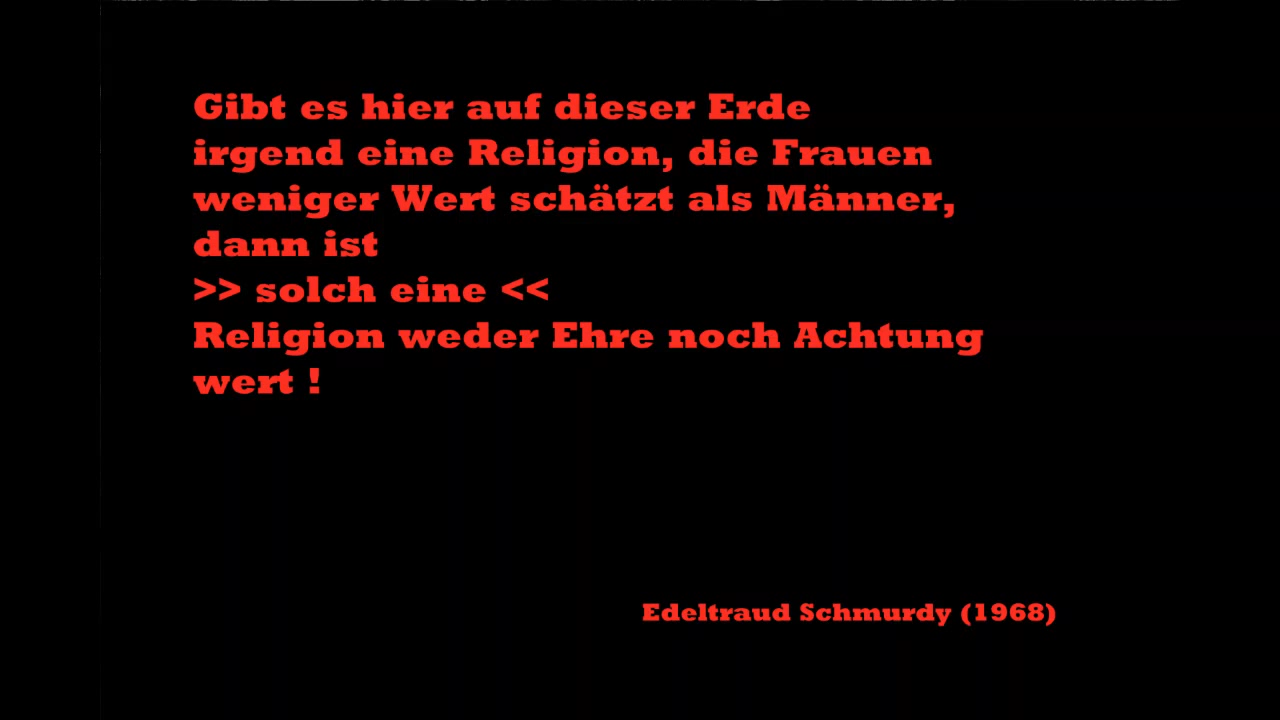 Gibt es hier auf dieser Erde
irgend eine Religion, die Frauen
weniger Wert schätzt als Männer,
dann ist
>> solch eine <<
Religion weder Ehre noch Achtung
wert !
Edeltraud Schmurdy (1968)